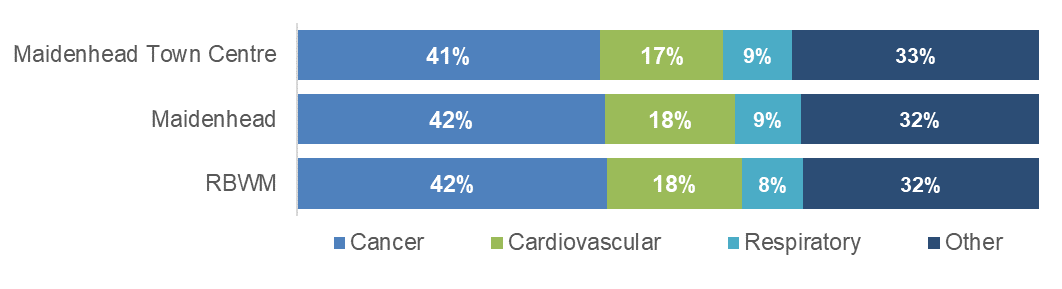 Maidenhead Town Centre 41% 17% 9% 33%
Maidenhead 42% 18% 9% 32%
RBWM 42% 18% 8% 32%
Cancer Cardiovascular Respiratory Other